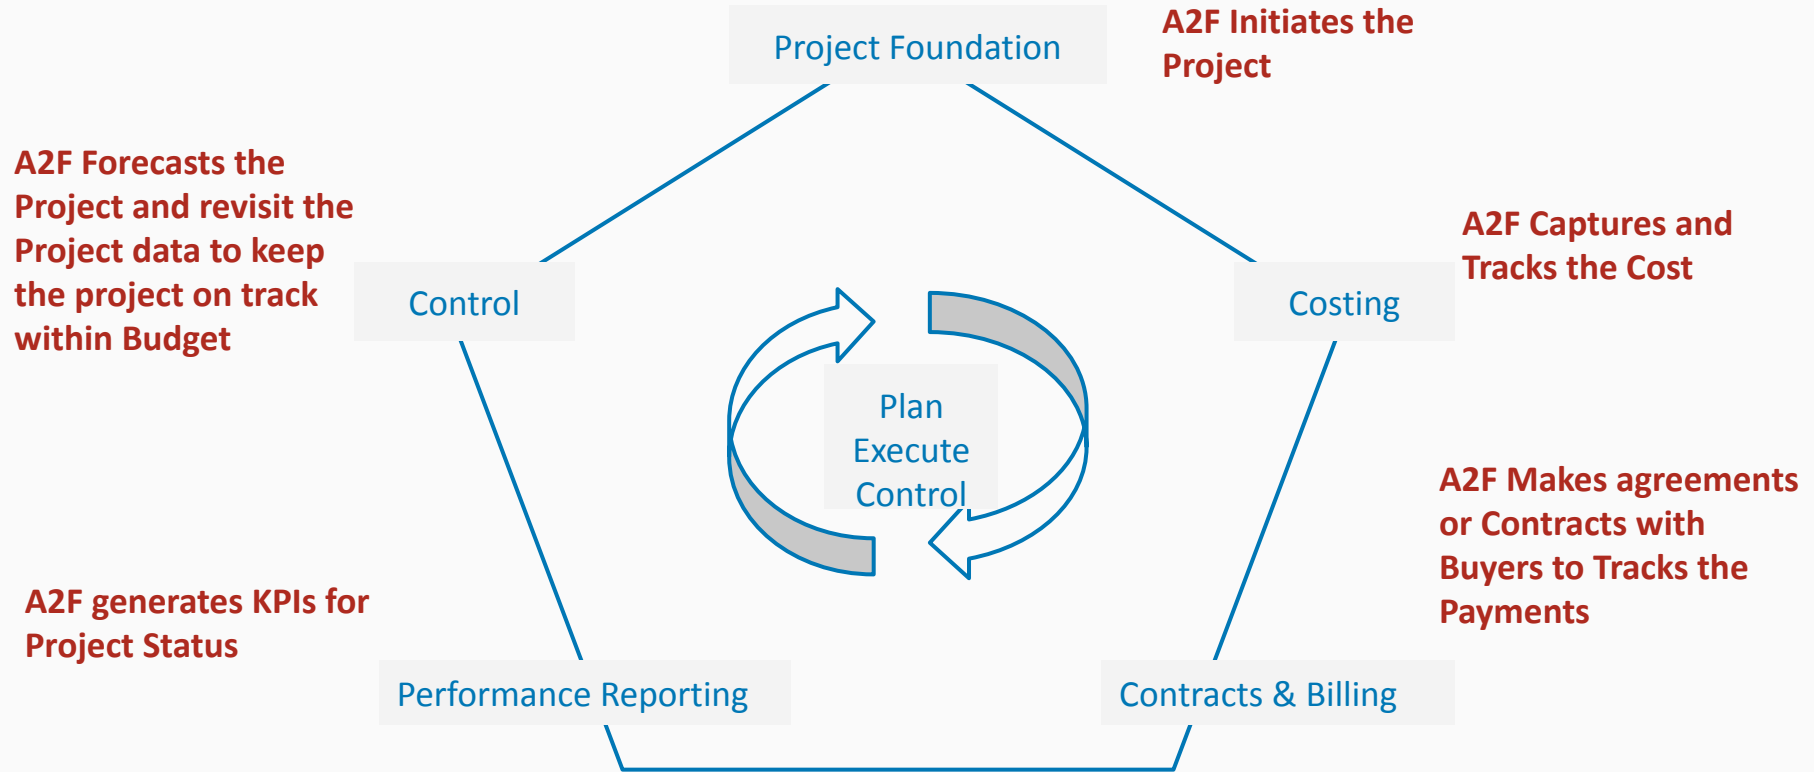 Project Foundation
A2F Initiates the
Project
A2F Forecasts the
Project and revisit the
Project data to keep
the project on track
within Budget
Control
Costing
A2F Captures and
Tracks the Cost
Plan
Execute
Control
A2F Makes agreements
or Contracts with
Buyers to Tracks the
Payments
A2F generates KPIs for
Project Status
Performance Reporting
Contracts & Billing